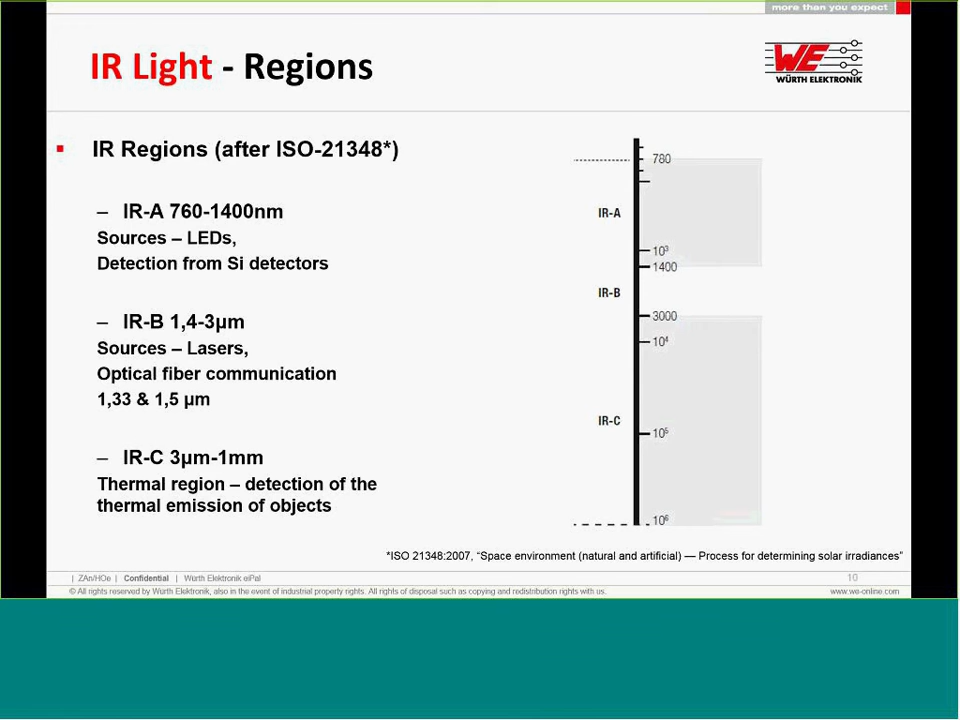 more than you expect
IR Light - Regions
WE
WÜRTH ELEKTRONIK
IR Regions (after ISO-21348*)
– IR-A 760-1400nm
Sources – LEDs,
Detection from Si detectors
– IR-B 1,4-3µm
Sources – Lasers,
Optical fiber communication
1,33 & 1,5 µm
– IR-C 3µm-1mm
Thermal region – detection of the
thermal emission of objects
780
IR-A
10³
1400
IR-B
3000
10⁴
IR-C
10⁵
10⁶
*ISO 21348:2007, “Space environment (natural and artificial) — Process for determining solar irradiances”
| ZAn/HOe | Confidential | Würth Elektronik eiPal
10
© All rights reserved by Würth Elektronik, also in the event of industrial property rights. All rights of disposal such as copying and redistribution rights with us.
www.we-online.com